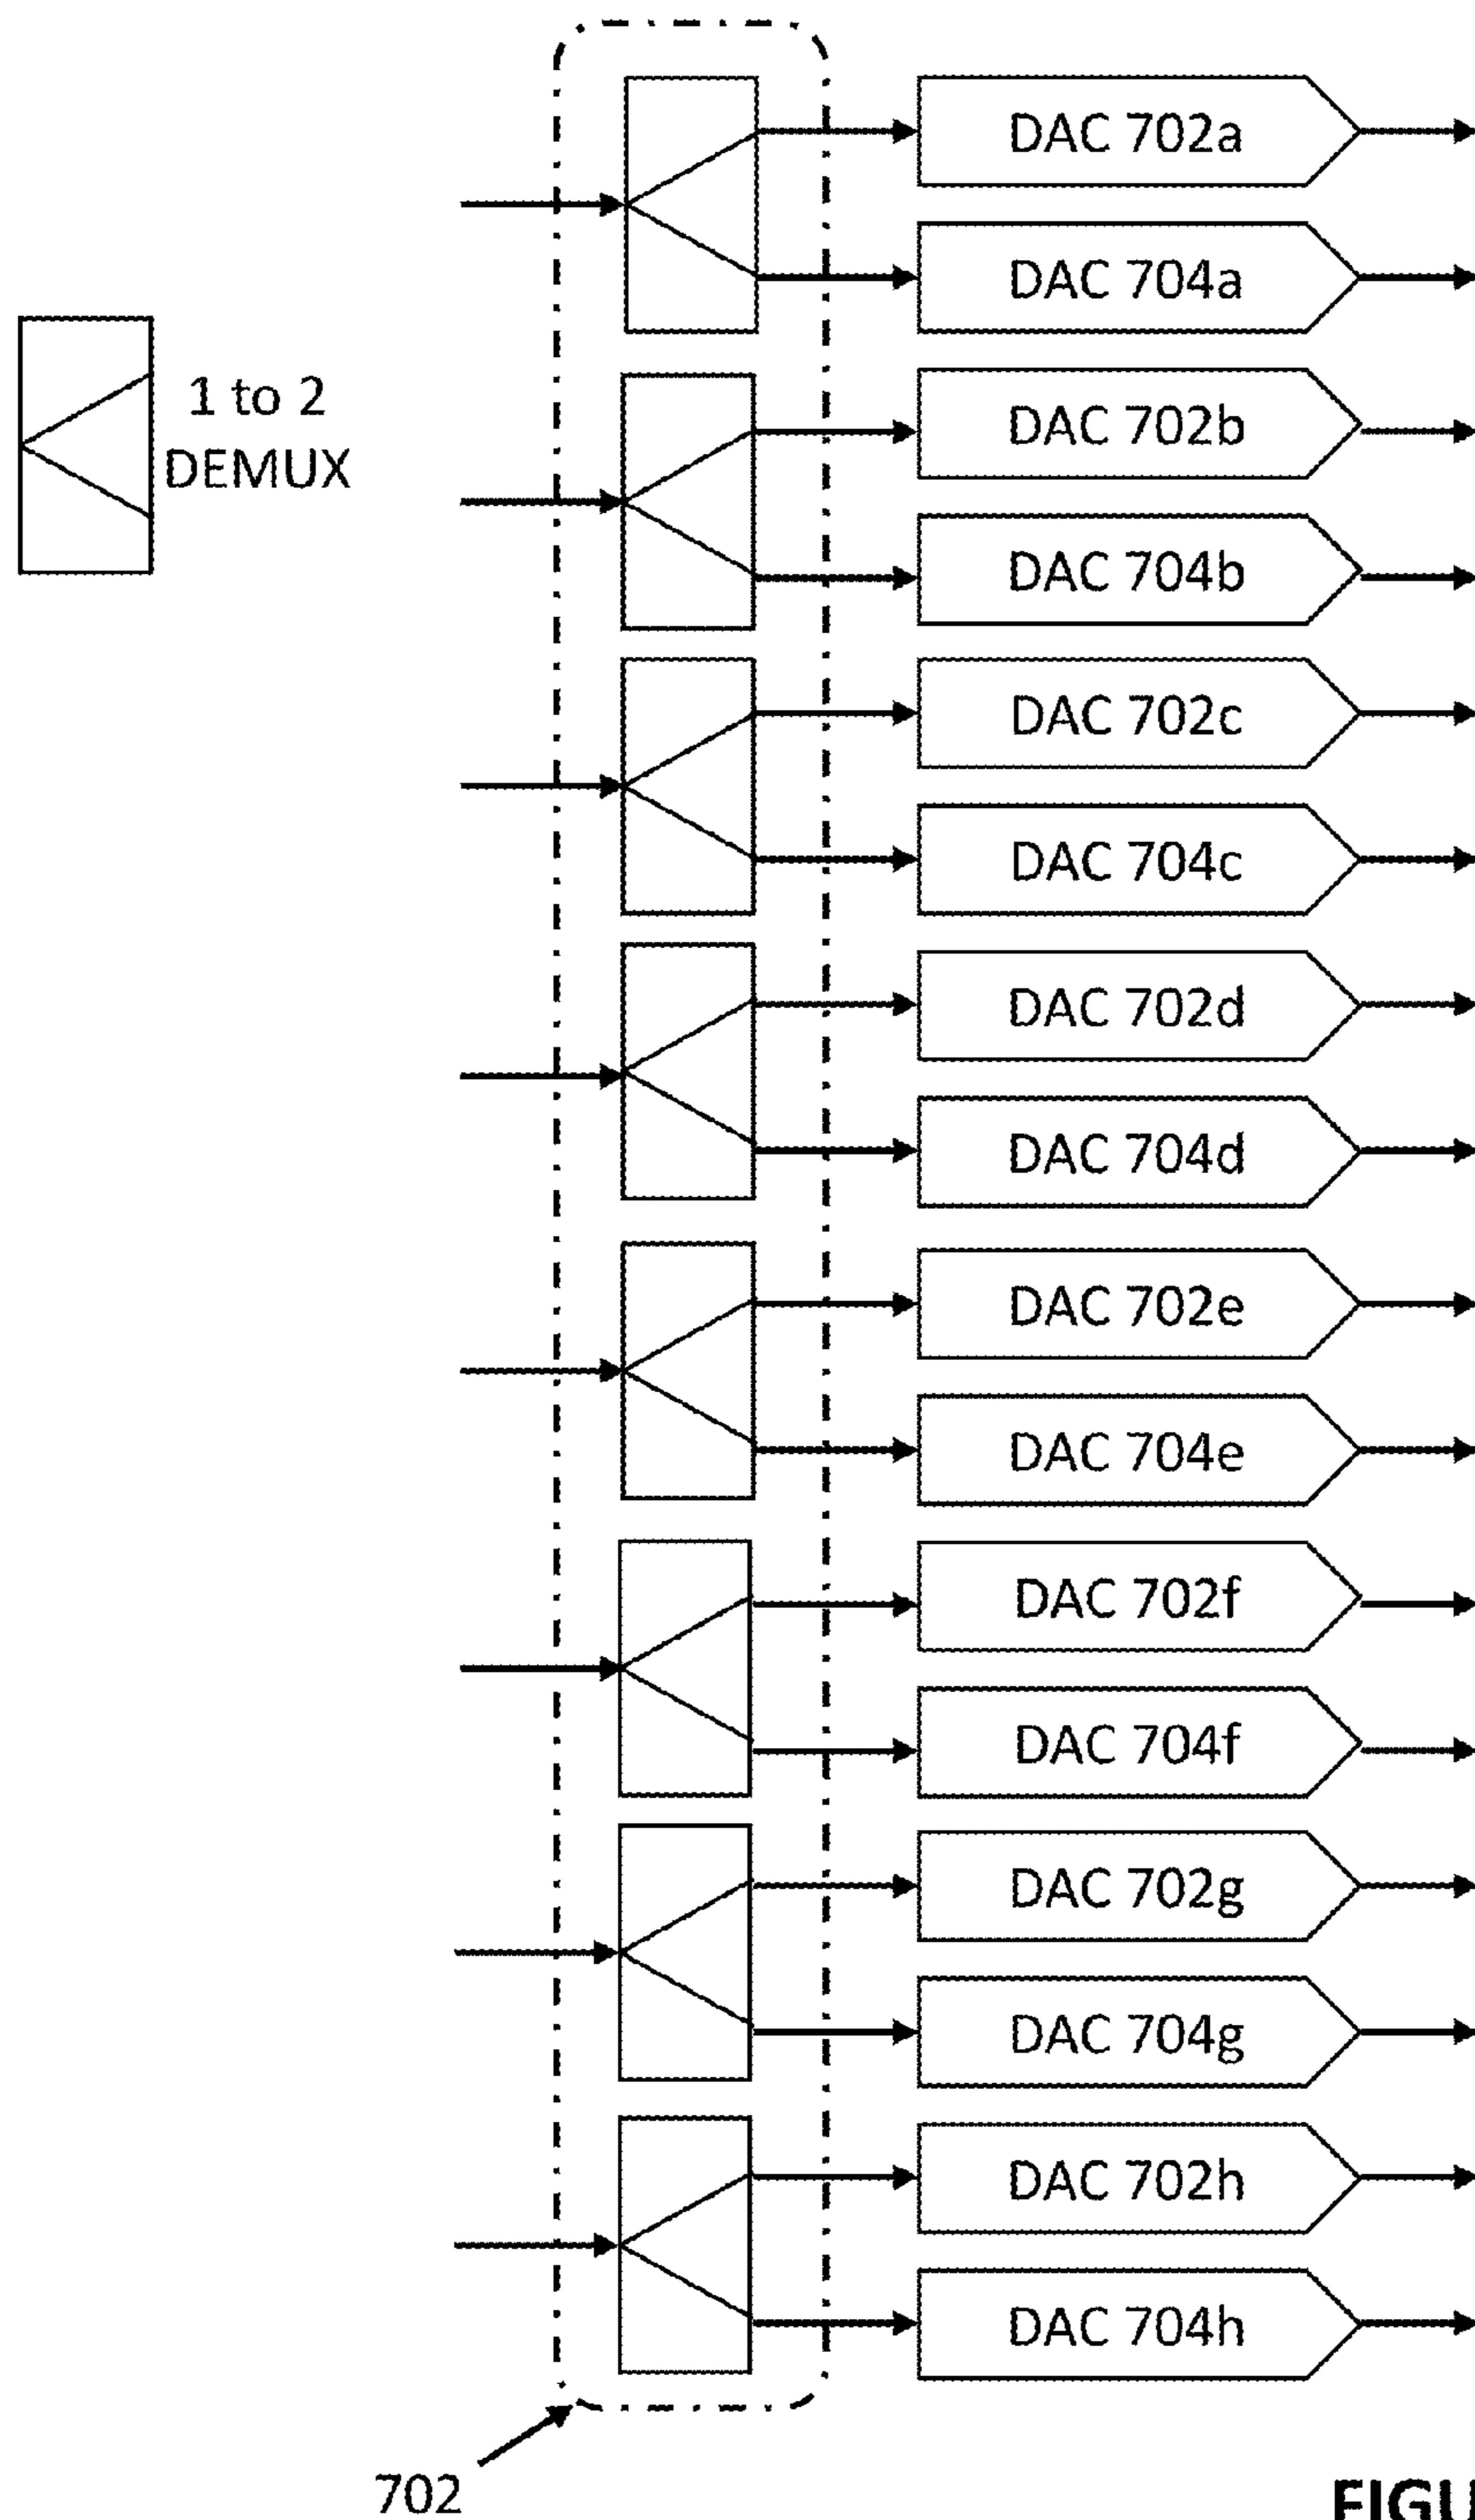 DAC 702a
DAC 704a
1 to 2
DEMUX
DAC 702b
DAC 704b
DAC 702c
DAC 704c
DAC 702d
DAC 704d
DAC 702e
DAC 704e
DAC 702f
DAC 704f
DAC 702g
DAC 704g
DAC 702h
DAC 704h
702
FIGU